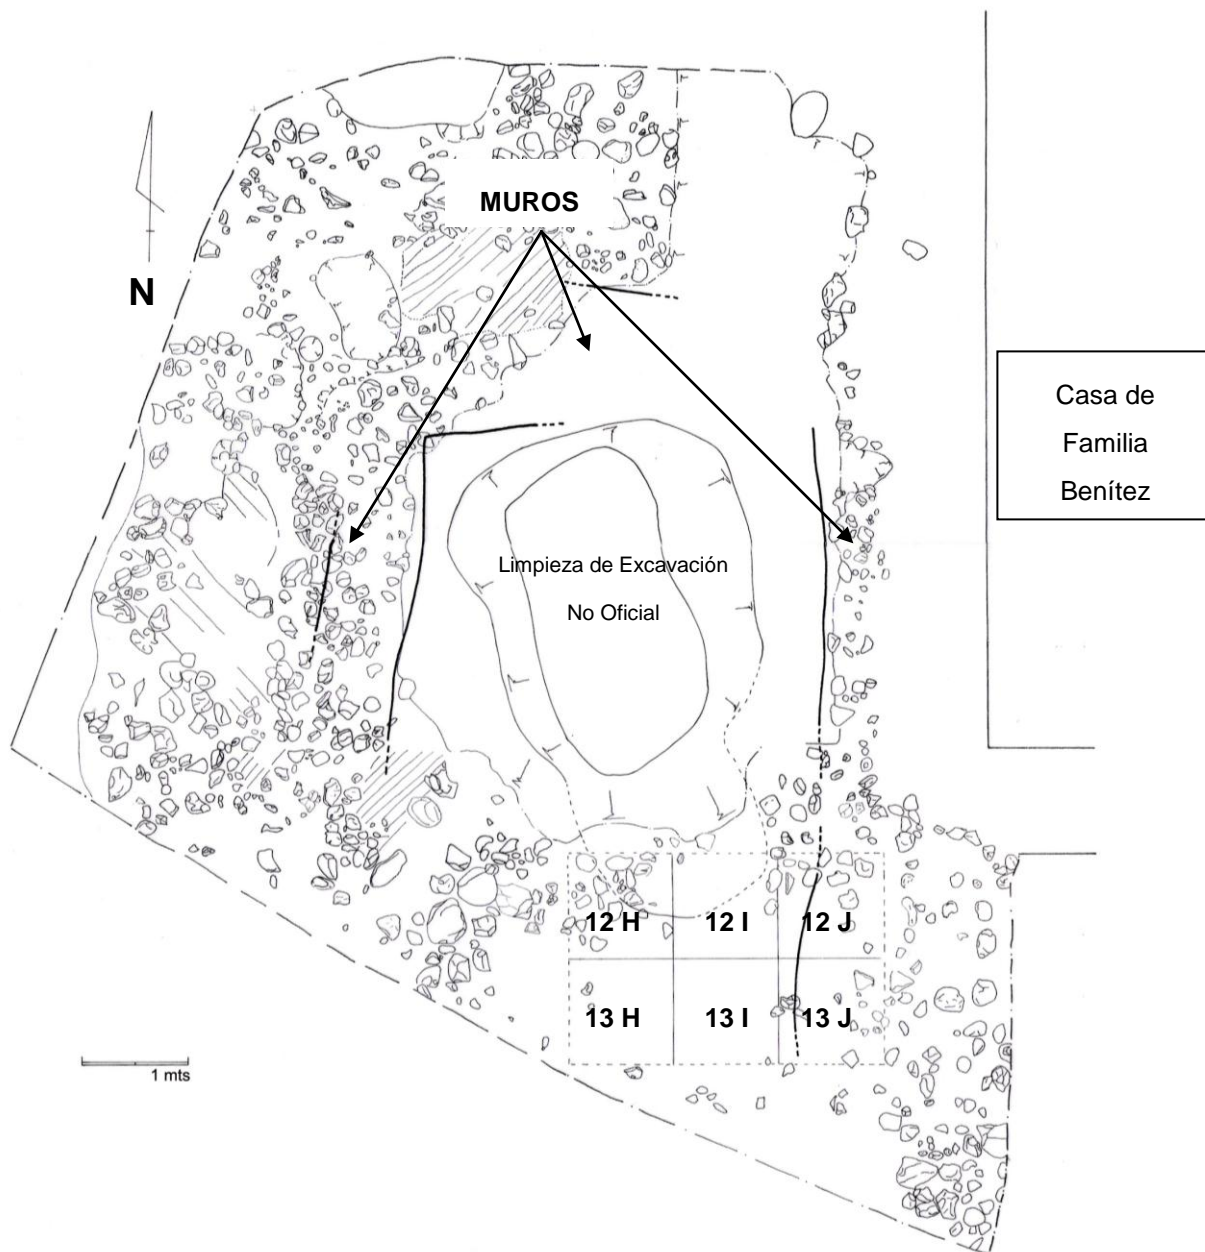 MUROS
N
Casa de
Familia
Benítez
Limpieza de Excavación
No Oficial
12 H
12 I
12 J
13 H
13 I
13 J
1 mts